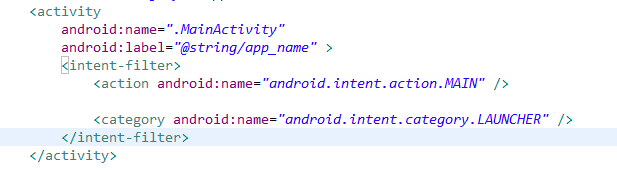 <activity
android:name=".MainActivity"
android:label="@string/app_name" >
<intent-filter>
<action android:name="android.intent.action.MAIN" />
<category android:name="android.intent.category.LAUNCHER" />
</intent-filter>
</activity>